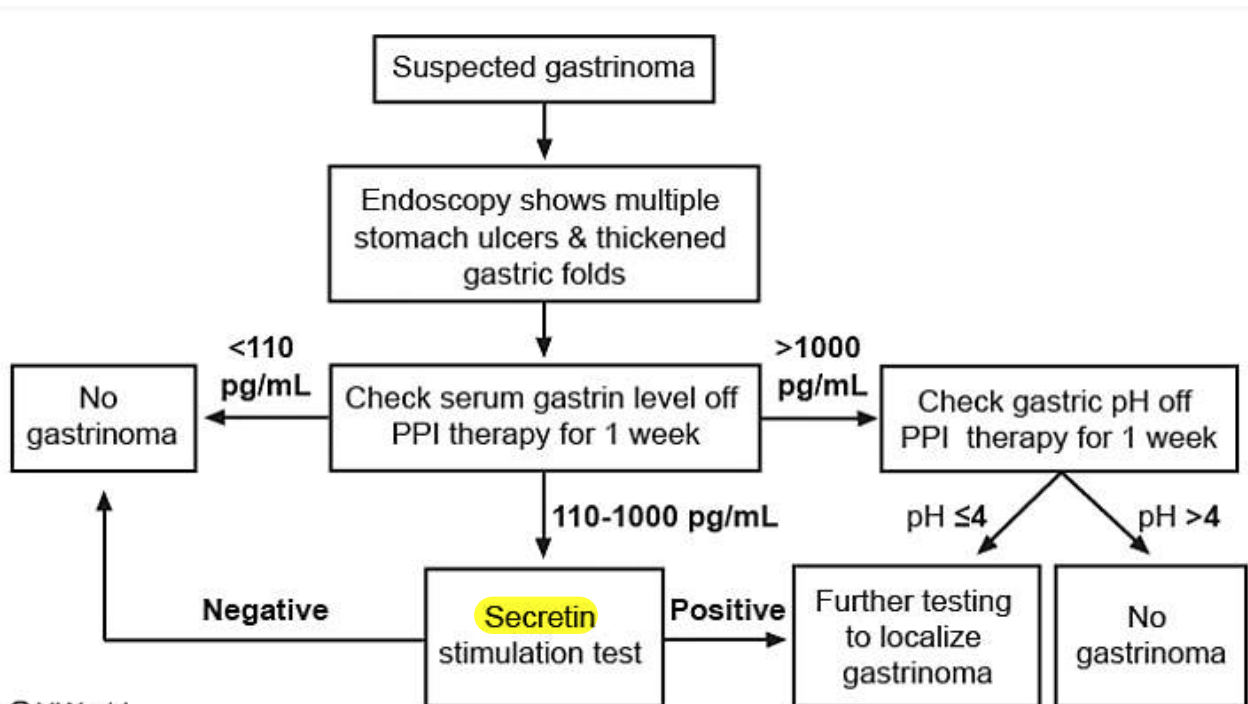 Suspected gastrinoma
Endoscopy shows multiple
stomach ulcers & thickened
gastric folds
<110
pg/mL
>1000
pg/mL
No
gastrinoma
Check serum gastrin level off
PPI therapy for 1 week
Check gastric pH off
PPI therapy for 1 week
110-1000 pg/mL
pH ≤4
pH >4
Negative
Secretin
stimulation test
Positive
Further testing
to localize
gastrinoma
No
gastrinoma